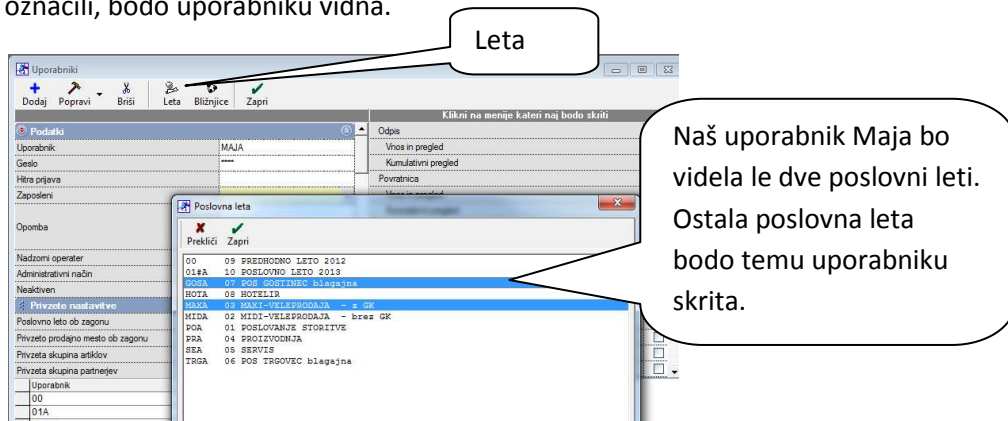 označili, bodo uporabniku vidna.
Leta
Uporabniki
Dodaj Popravi Briši Leta Bližnjice Zapri
Klikni na menije kateri naj bodo skriti
Podatki
Uporabnik MAJA
Geslo ****
Hitra prijava
Zaposleni
Opomba
Nadzorni operater
Administrativni način
Neaktiven
Privzete nastavitve
Poslovno leto ob zagonu
Privzeto prodajno mesto ob zagonu
Privzeta skupina artiklov
Privzeta skupina partnerjev
Uporabnik
00
01A
Odpis
Vnos in pregled
Kumulativni pregled
Povratnica
Vnos in pregled
Poslovna leta
Prekliči Zapri
00 09 PREDHODNO LETO 2012
01#A 10 POSLOVNO LETO 2013
GOSA 07 POS GOSTINEC blagajna
HOTA 08 HOTELIR
MAXA 03 MAXI-VELEPRODAJA - z GK
MIDA 02 MIDI-VELEPRODAJA - brez GK
POA 01 POSLOVANJE STORITVE
PRA 04 PROIZVODNJA
SEA 05 SERVIS
TRGA 06 POS TRGOVEC blagajna
Naš uporabnik Maja bo
videla le dve poslovni leti.
Ostala poslovna leta
bodo temu uporabniku
skrita.